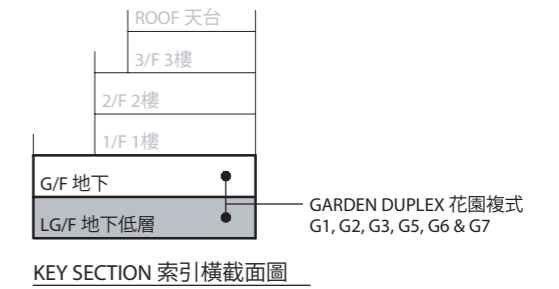 ROOF 天台
3/F 3樓
2/F 2樓
1/F 1樓
G/F 地下
LG/F 地下低層
GARDEN DUPLEX 花園複式
G1, G2, G3, G5, G6 & G7
KEY SECTION 索引橫截面圖